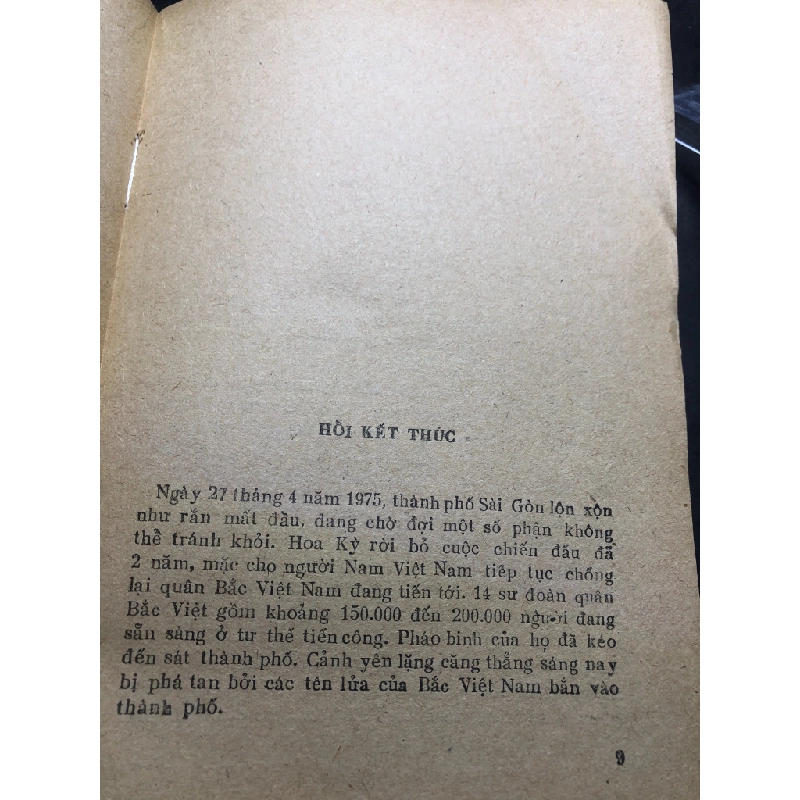 HỒI KẾT THÚC
Ngày 27 tháng 4 năm 1975, thành phố Sài Gòn lộn xộn
như rắn mất đầu, đang chờ đợi một số phận không
thể tránh khỏi. Hoa Kỳ rời bỏ cuộc chiến đấu đã
2 năm, mặc cho người Nam Việt Nam tiếp tục chống
lại quân Bắc Việt Nam đang tiến tới. 14 sư đoàn quân
Bắc Việt gồm khoảng 150.000 đến 200.000 người đang
sẵn sàng ở tư thế tiến công. Pháo binh của họ đã kéo
đến sát thành phố. Cảnh yên lặng căng thẳng sáng nay
bị phá tan bởi các tên lửa của Bắc Việt Nam bắn vào
thành phố.
9